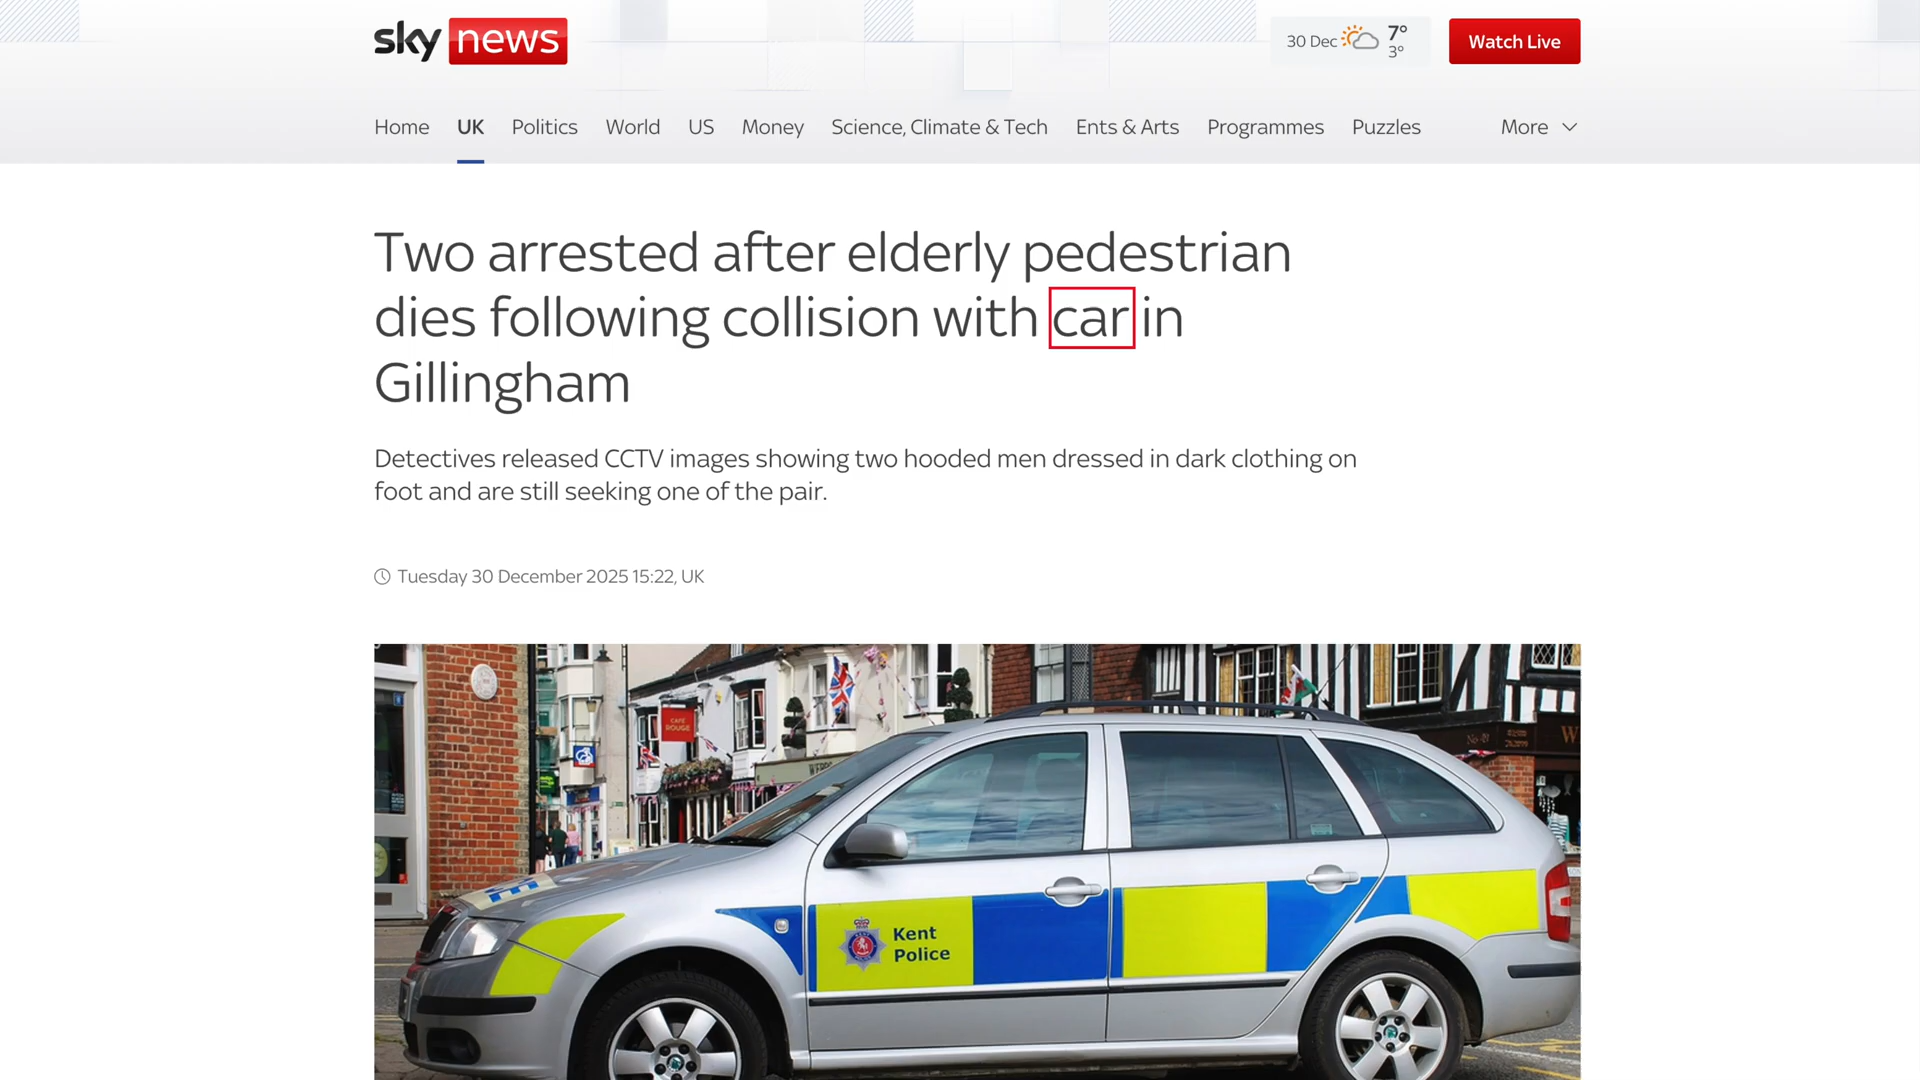 sky news
30 Dec 7° 3°
Watch Live
Home UK Politics World US Money Science, Climate & Tech Ents & Arts Programmes Puzzles More
Two arrested after elderly pedestrian
dies following collision with car in
Gillingham
Detectives released CCTV images showing two hooded men dressed in dark clothing on
foot and are still seeking one of the pair.
Tuesday 30 December 2025 15:22, UK
CAFE
ROUGE
Kent
Police